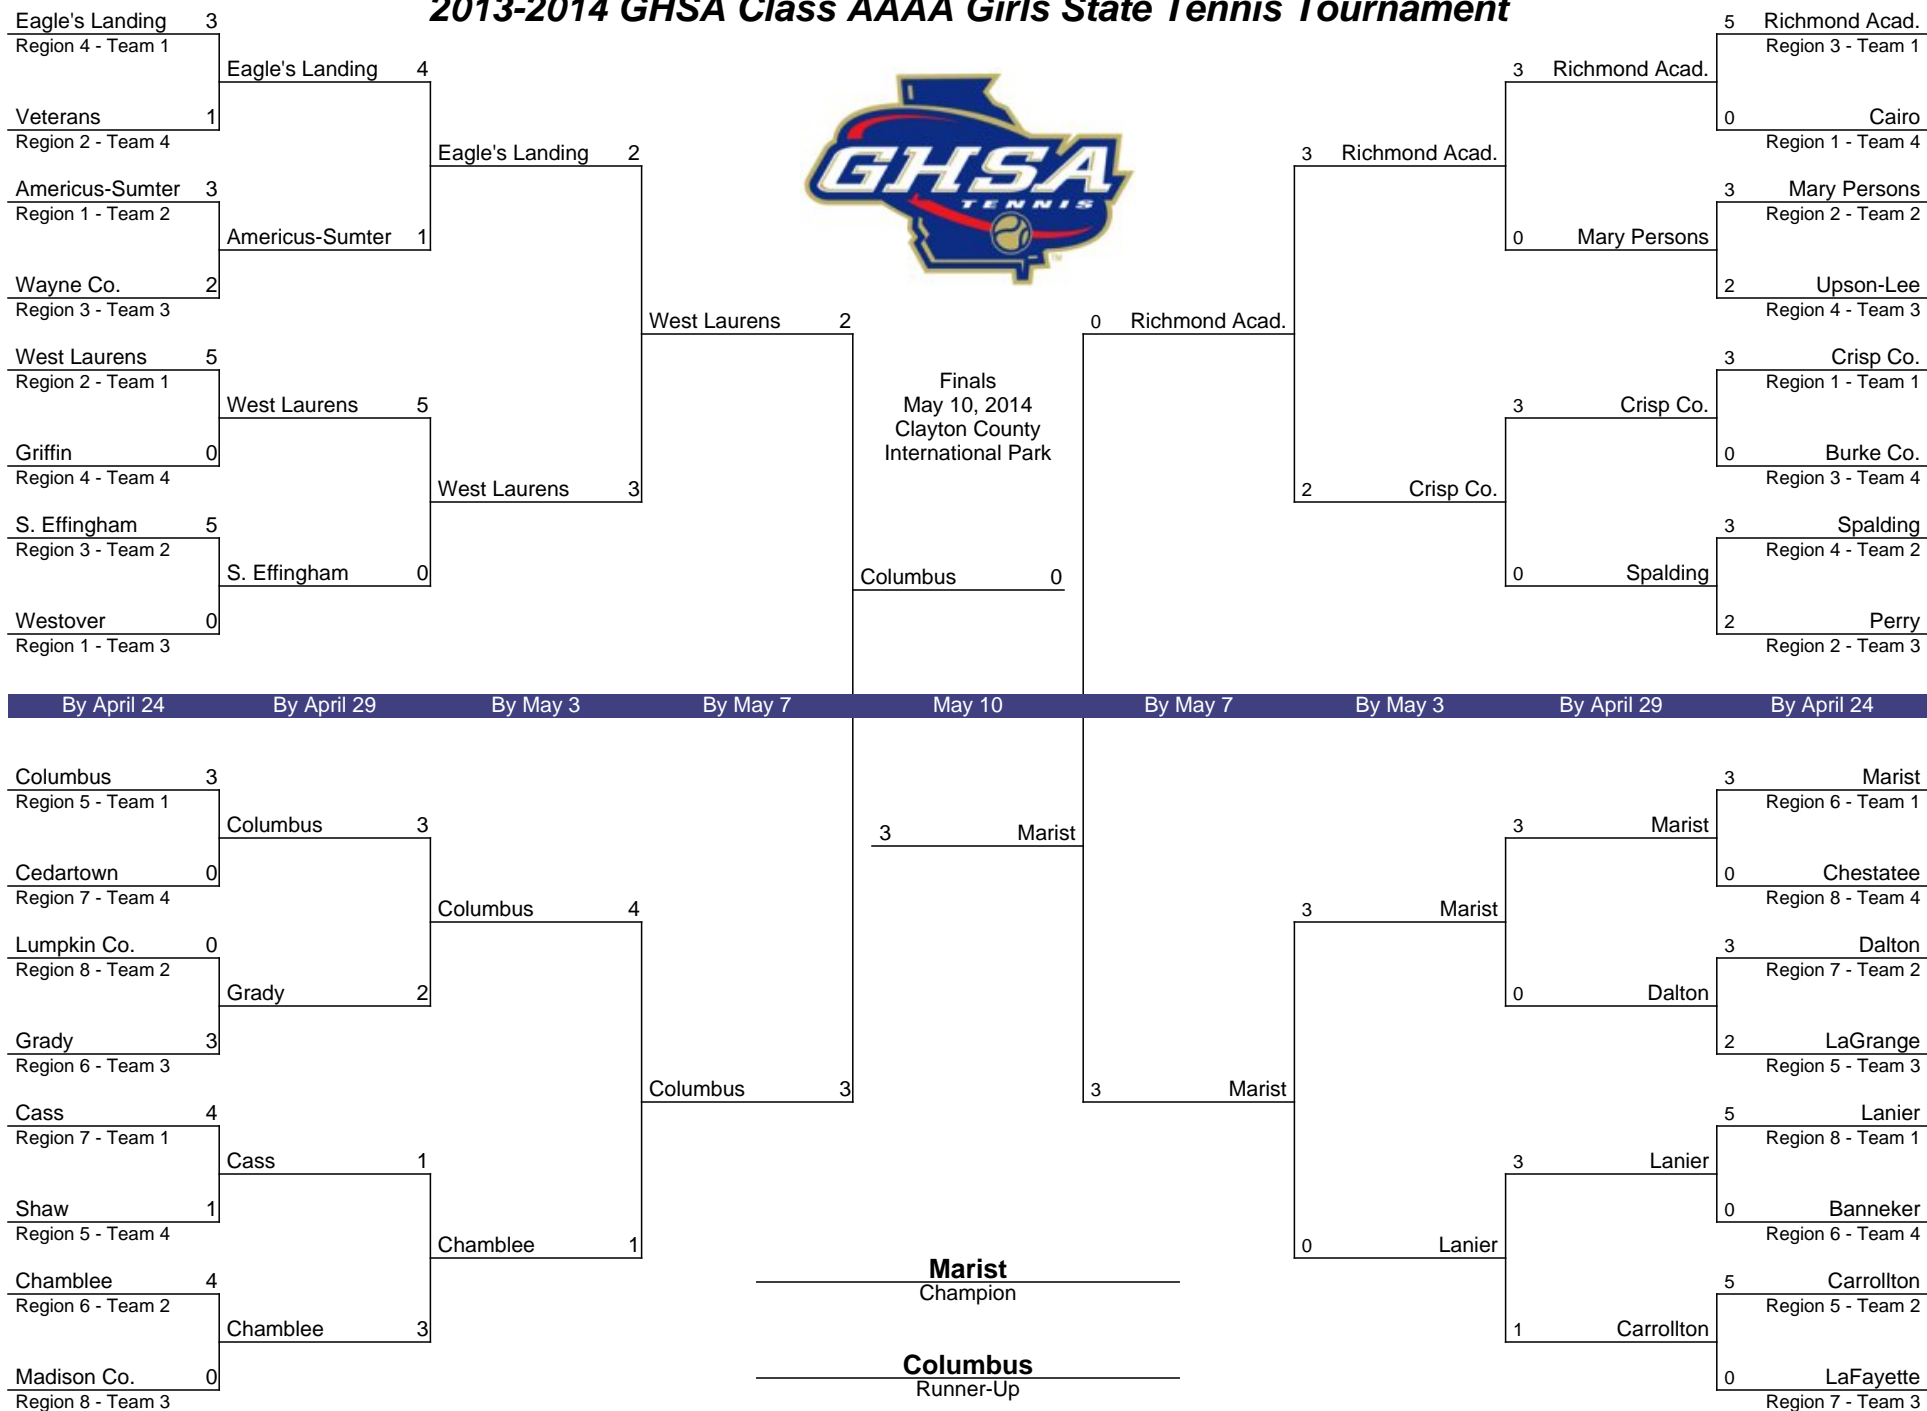 2013-2014 GHSA Class AAAA Girls State Tennis Tournament
Eagle's Landing 3
Region 4 - Team 1
Veterans 1
Region 2 - Team 4
Americus-Sumter 3
Region 1 - Team 2
Wayne Co. 2
Region 3 - Team 3
West Laurens 5
Region 2 - Team 1
Griffin 0
Region 4 - Team 4
S. Effingham 5
Region 3 - Team 2
Westover 0
Region 1 - Team 3
Eagle's Landing 4
Americus-Sumter 1
West Laurens 5
S. Effingham 0
Eagle's Landing 2
West Laurens 3
West Laurens 2
GHSA
TENNIS
TM
Finals
May 10, 2014
Clayton County
International Park
Columbus 0
0 Richmond Acad.
3 Richmond Acad.
2 Crisp Co.
3 Richmond Acad.
0 Mary Persons
3 Crisp Co.
0 Spalding
5 Richmond Acad.
Region 3 - Team 1
0 Cairo
Region 1 - Team 4
3 Mary Persons
Region 2 - Team 2
2 Upson-Lee
Region 4 - Team 3
3 Crisp Co.
Region 1 - Team 1
0 Burke Co.
Region 3 - Team 4
3 Spalding
Region 4 - Team 2
2 Perry
Region 2 - Team 3
By April 24 By April 29 By May 3 By May 7 May 10 By May 7 By May 3 By April 29 By April 24
Columbus 3
Region 5 - Team 1
Cedartown 0
Region 7 - Team 4
Lumpkin Co. 0
Region 8 - Team 2
Grady 3
Region 6 - Team 3
Cass 4
Region 7 - Team 1
Shaw 1
Region 5 - Team 4
Chamblee 4
Region 6 - Team 2
Madison Co. 0
Region 8 - Team 3
Columbus 3
Grady 2
Cass 1
Chamblee 3
Columbus 4
Chamblee 1
Columbus 3
3 Marist
Marist
Champion
Columbus
Runner-Up
3 Marist
3 Marist
0 Lanier
3 Marist
0 Dalton
3 Lanier
1 Carrollton
3 Marist
Region 6 - Team 1
0 Chestatee
Region 8 - Team 4
3 Dalton
Region 7 - Team 2
2 LaGrange
Region 5 - Team 3
5 Lanier
Region 8 - Team 1
0 Banneker
Region 6 - Team 4
5 Carrollton
Region 5 - Team 2
0 LaFayette
Region 7 - Team 3